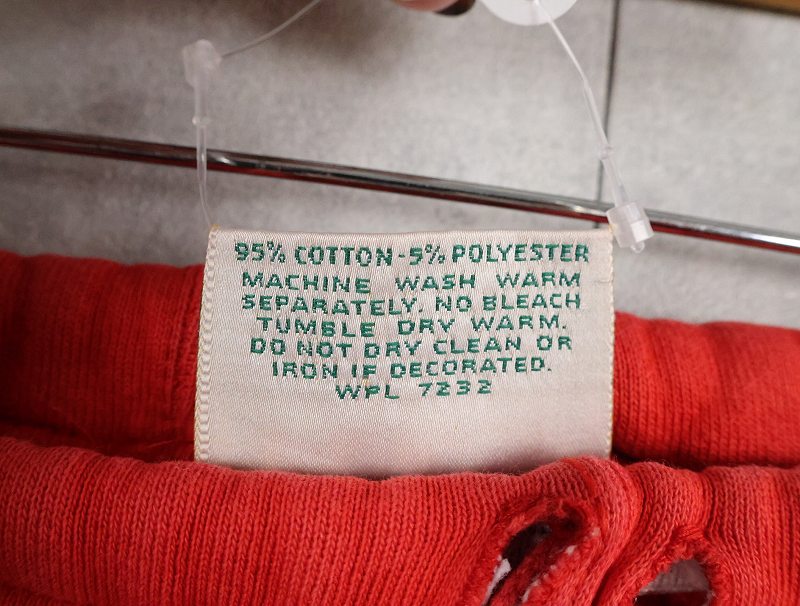 95% COTTON-5% POLYESTER
MACHINE WASH WARM
SEPARATELY, NO BLEACH
TUMBLE DRY WARM.
DO NOT DRY CLEAN OR
IRON IF DECORATED.
WPL 7232